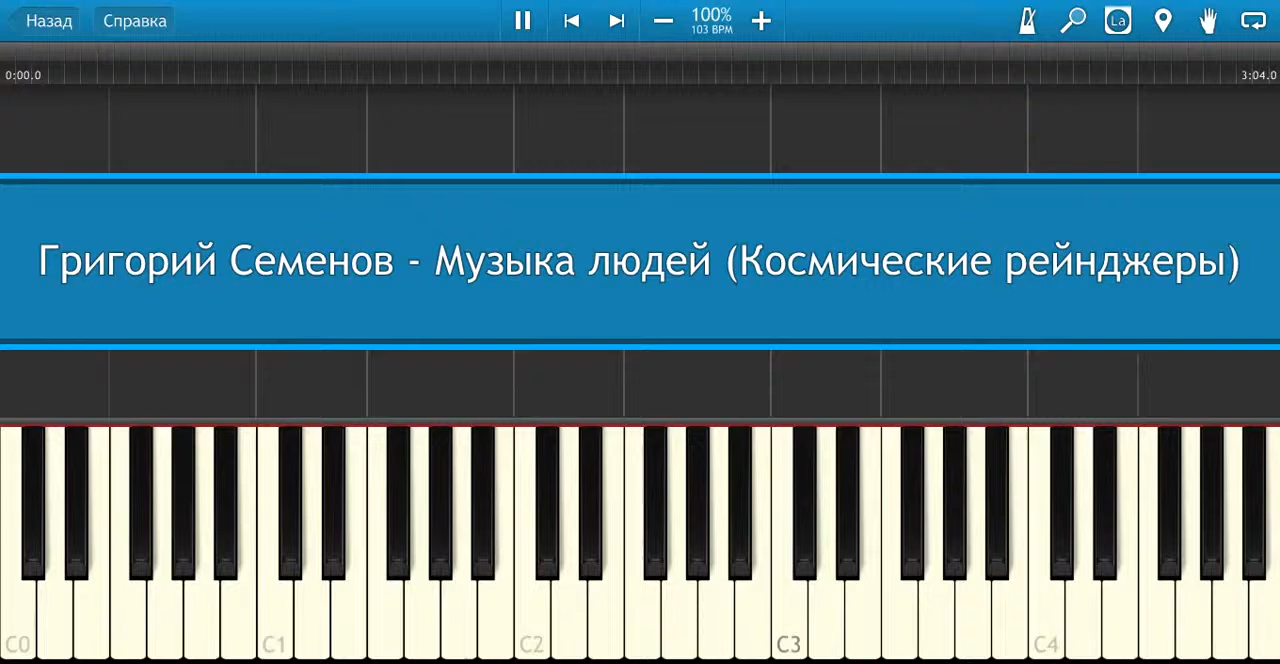 Назад Справка 100% La
103 BPM
0:00.0 3:04.0
Григорий Семенов - Музыка людей (Космические рейнджеры)
C0 C1 C2 C3 C4